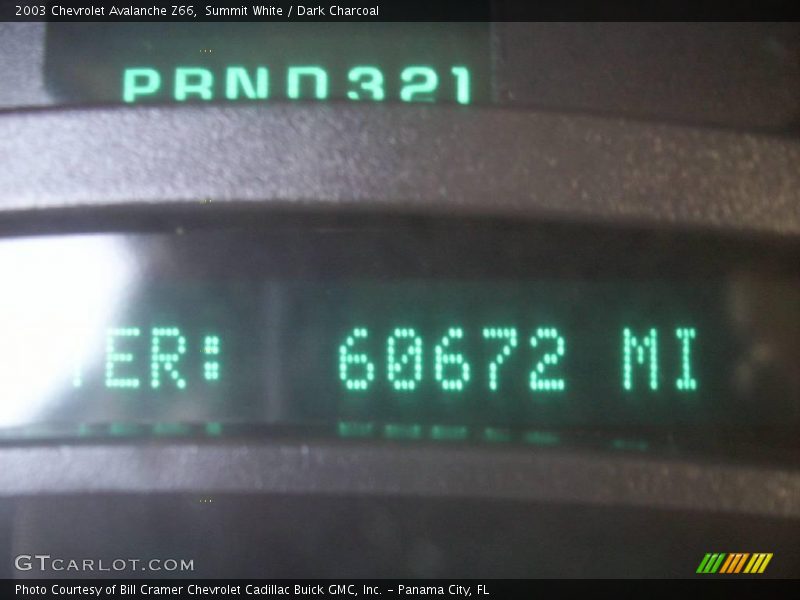 2003 Chevrolet Avalanche Z66, Summit White / Dark Charcoal
PRND321
TER: 60672 MI
GTCARLOT.COM
Photo Courtesy of Bill Cramer Chevrolet Cadillac Buick GMC, Inc. - Panama City, FL